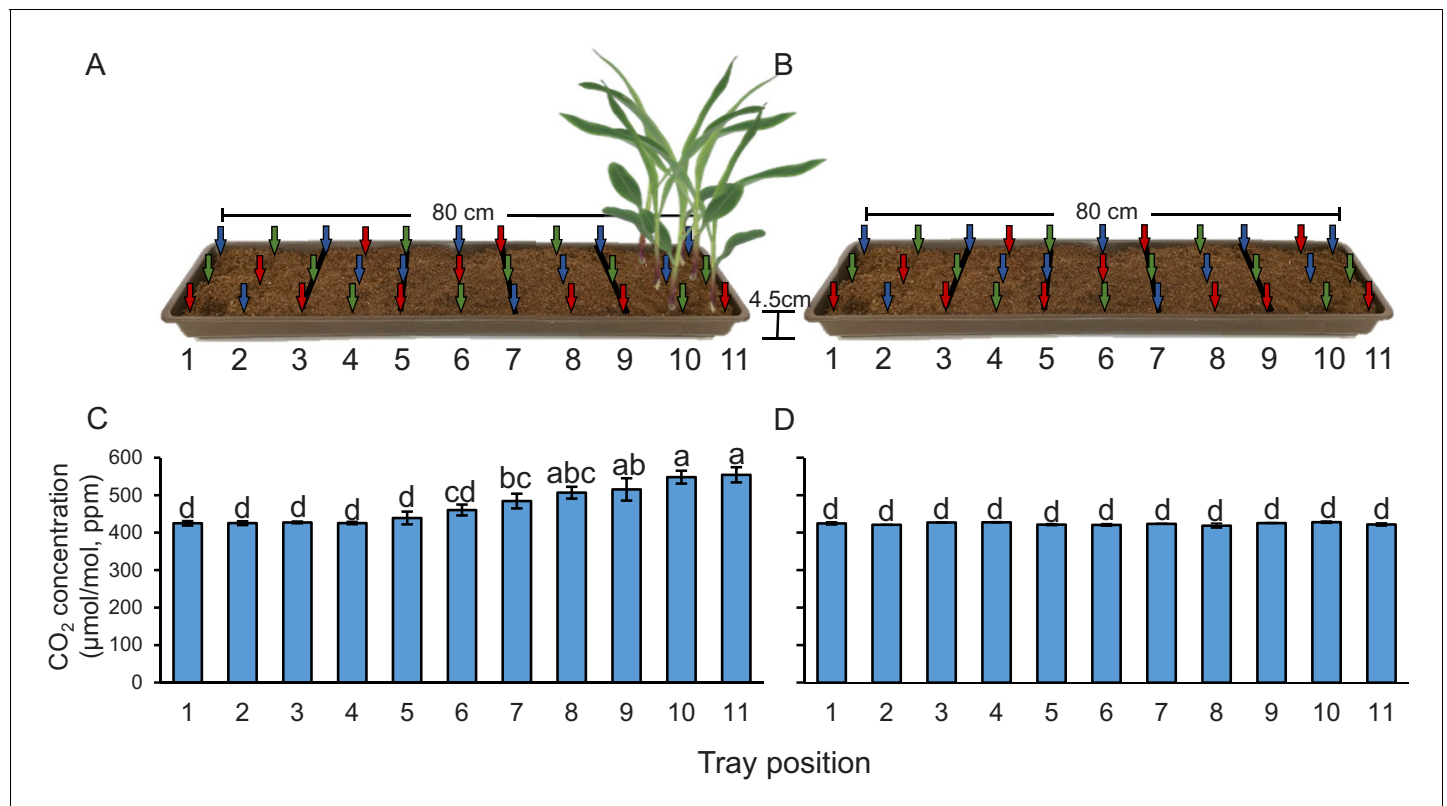 A
B
80 cm
80 cm
4.5cm
1 2 3 4 5 6 7 8 9 10 11
1 2 3 4 5 6 7 8 9 10 11
C
D
CO2 concentration
(µmol/mol, ppm)
600
500
400
300
200
100
0
d d d d d cd bc abc ab a a
d d d d d d d d d d d
1 2 3 4 5 6 7 8 9 10 11
1 2 3 4 5 6 7 8 9 10 11
Tray position